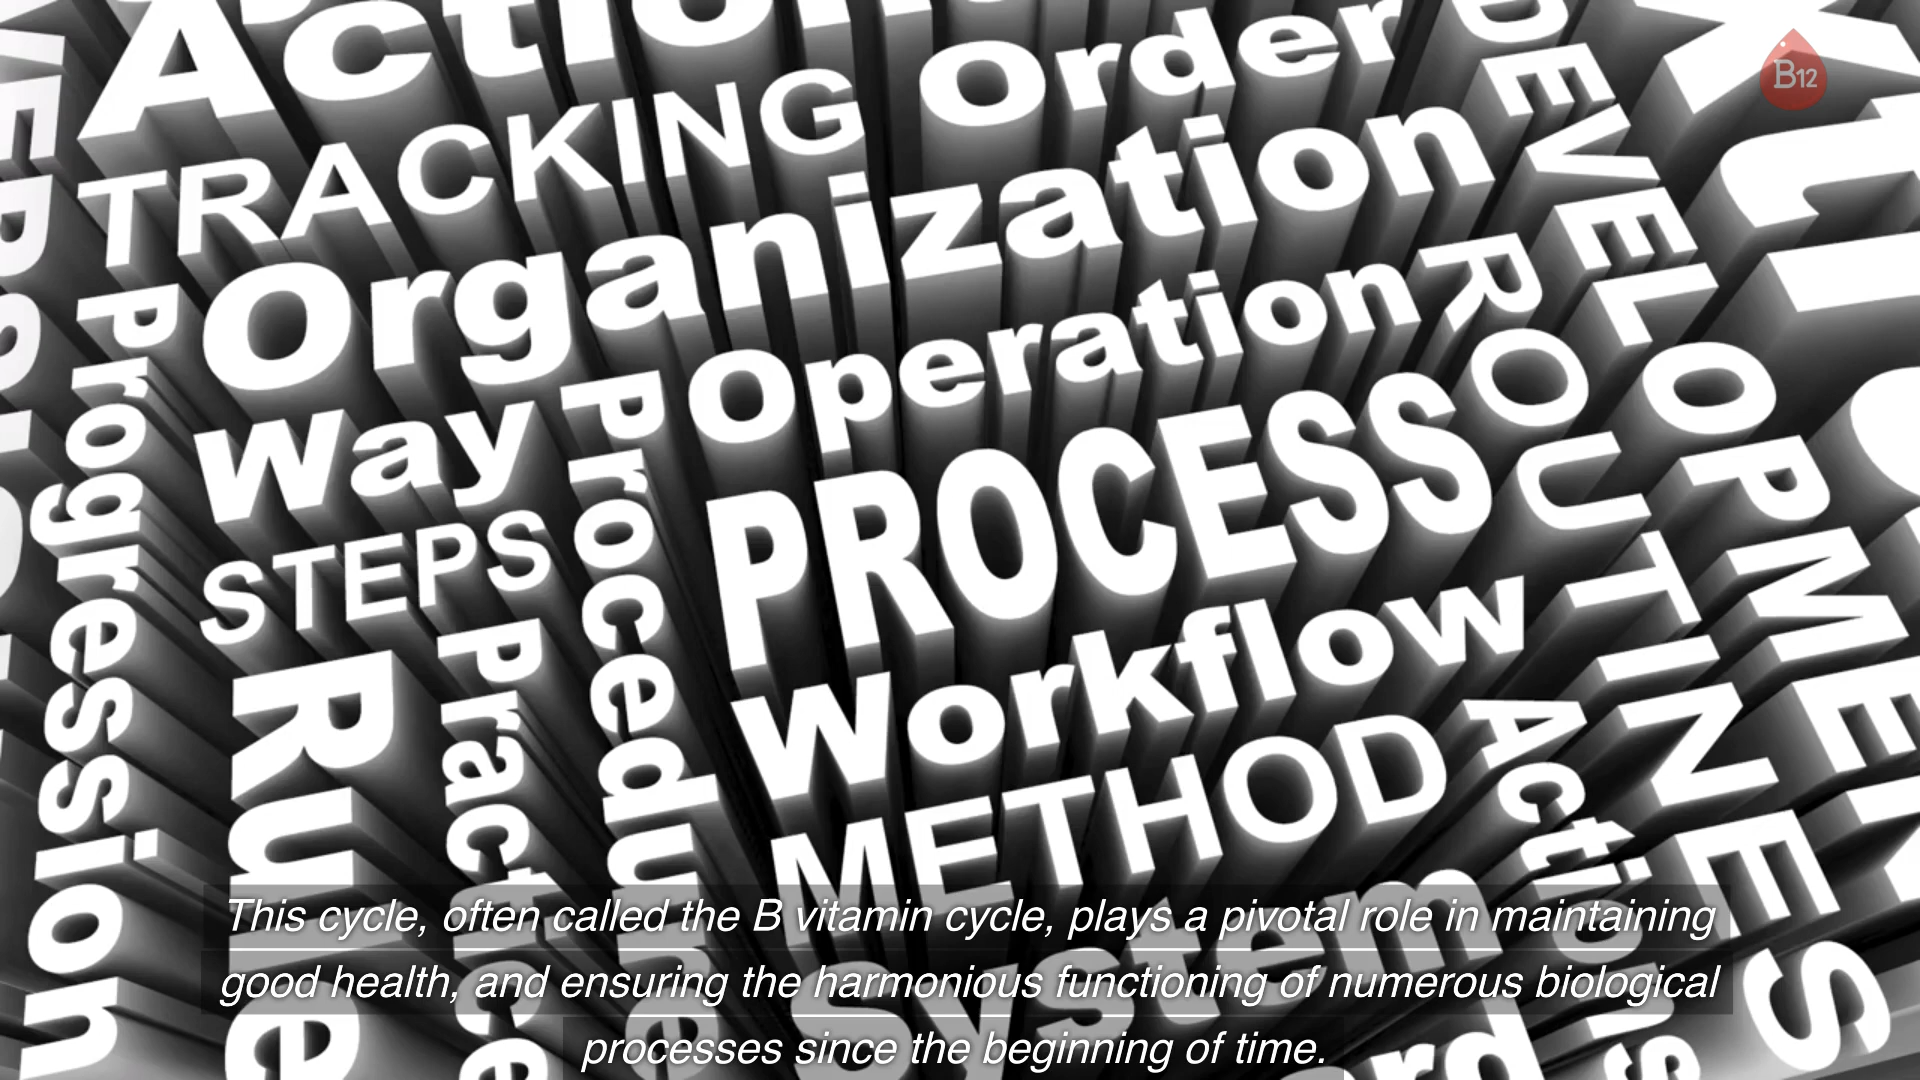 Action
TRACKING
Order
Organization
Operation
Way
STEPS
PROCESS
Workflow
METHOD
System
Progression
Rule
Practice
Procedure
ROUTINES
DEVELOPMENT
Actions
B12
This cycle, often called the B vitamin cycle, plays a pivotal role in maintaining
good health, and ensuring the harmonious functioning of numerous biological
processes since the beginning of time.